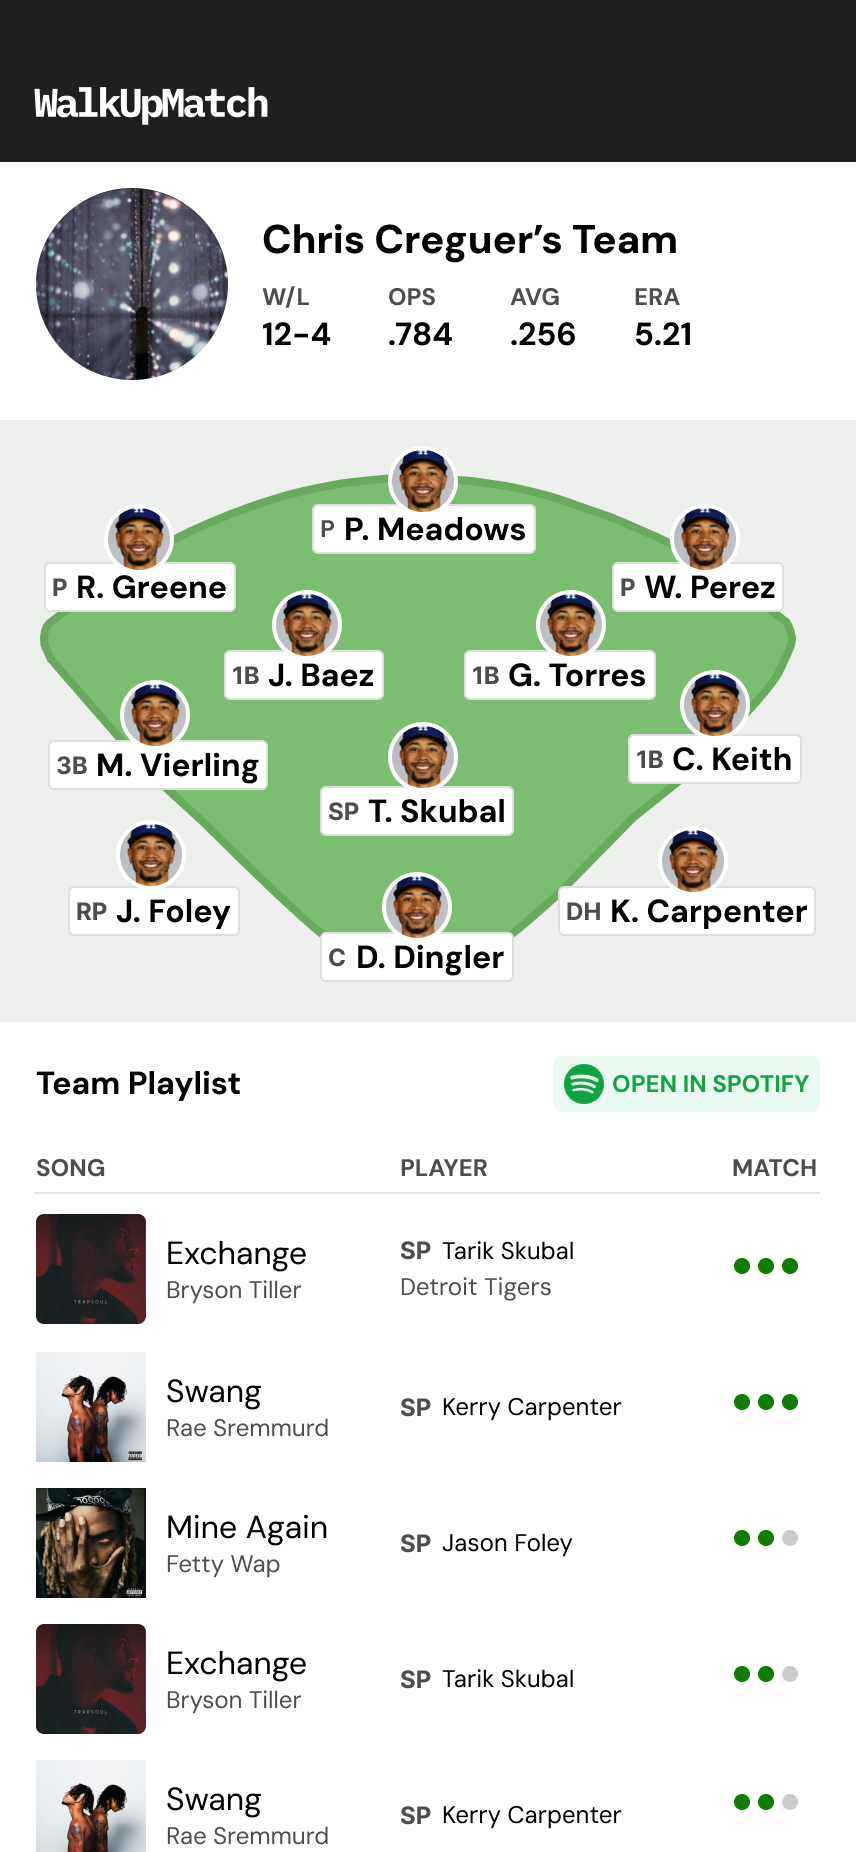 WalkUpMatch
Chris Creguer’s Team
W/L OPS AVG ERA
12-4 .784 .256 5.21
P P. Meadows
P R. Greene
P W. Perez
1B J. Baez
1B G. Torres
3B M. Vierling
1B C. Keith
SP T. Skubal
RP J. Foley
DH K. Carpenter
C D. Dingler
Team Playlist
OPEN IN SPOTIFY
SONG PLAYER MATCH
TRAPSOUL
Exchange
Bryson Tiller
SP Tarik Skubal
Detroit Tigers
Swang
Rae Sremmurd
SP Kerry Carpenter
Mine Again
Fetty Wap
SP Jason Foley
TRAPSOUL
Exchange
Bryson Tiller
SP Tarik Skubal
Swang
Rae Sremmurd
SP Kerry Carpenter